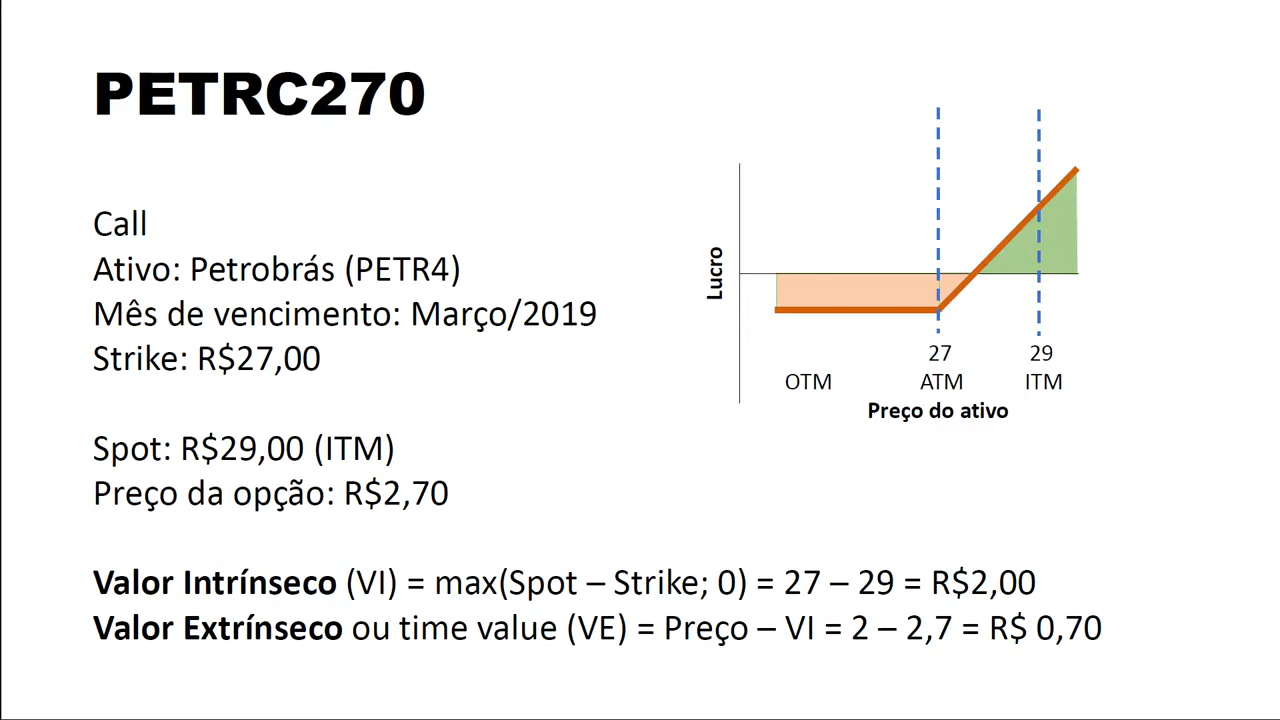 PETRC270
Call
Ativo: Petrobrás (PETR4)
Mês de vencimento: Março/2019
Strike: R$27,00
Spot: R$29,00 (ITM)
Preço da opção: R$2,70
Lucro
27
29
OTM
ATM
ITM
Preço do ativo
Valor Intrínseco (VI) = max(Spot – Strike; 0) = 27 – 29 = R$2,00
Valor Extrínseco ou time value (VE) = Preço – VI = 2 – 2,7 = R$ 0,70